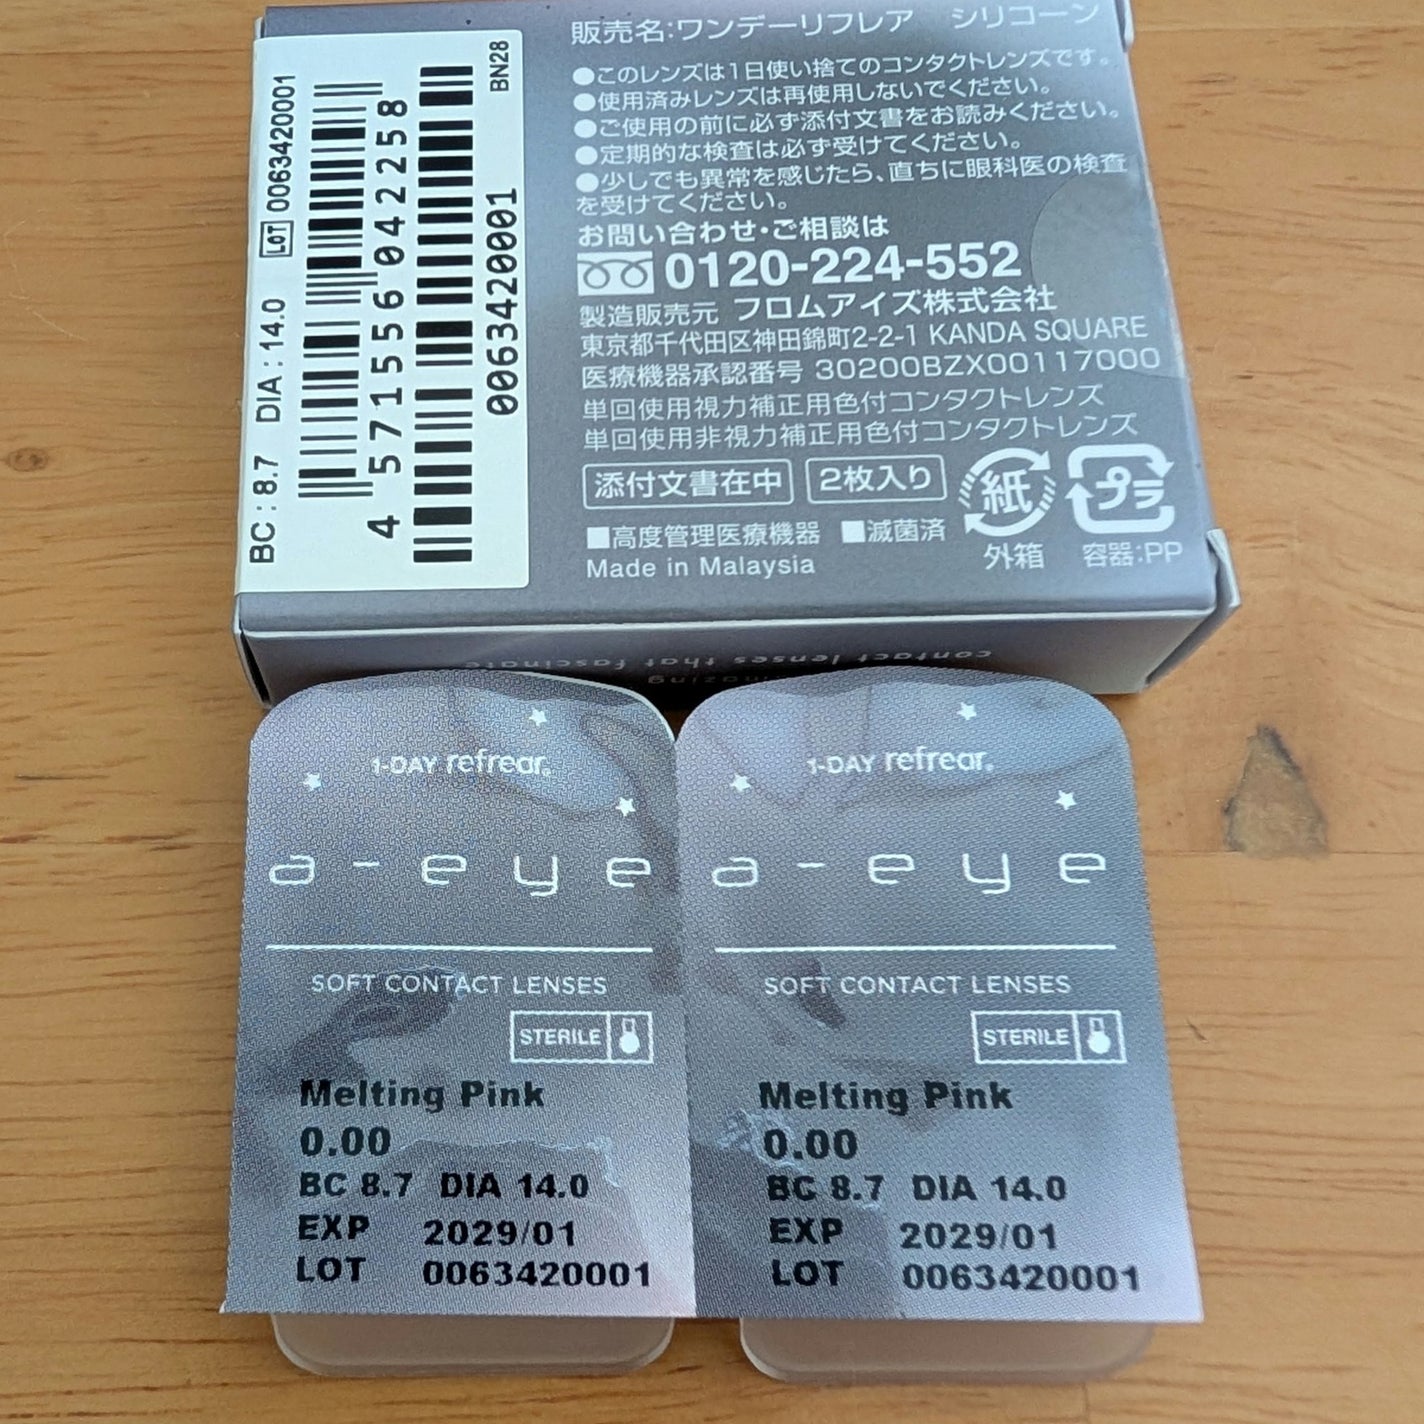 BC : 8.7 DIA : 14.0 LOT 0063420001
4 571556 042258
0063420001
BN28
販売名:ワンデーリフレア シリコーン
●このレンズは1日使い捨てのコンタクトレンズです。
●使用済みレンズは再使用しないでください。
●ご使用の前に必ず添付文書をお読みください。
●定期的な検査は必ず受けてください。
●少しでも異常を感じたら、直ちに眼科医の検査
を受けてください。
お問い合わせ・ご相談は
0120-224-552
製造販売元 フロムアイズ株式会社
東京都千代田区神田錦町2-2-1 KANDA SQUARE
医療機器承認番号 30200BZX00117000
単回使用視力補正用色付コンタクトレンズ
単回使用非視力補正用色付コンタクトレンズ
添付文書在中 2枚入り
紙 プラ
■高度管理医療機器 ■滅菌済
外箱 容器:PP
Made in Malaysia
contact lenses that fascinate
amazing
1-DAY refrear®
a-eye
SOFT CONTACT LENSES
STERILE
Melting Pink
0.00
BC 8.7 DIA 14.0
EXP 2029/01
LOT 0063420001
1-DAY refrear®
a-eye
SOFT CONTACT LENSES
STERILE
Melting Pink
0.00
BC 8.7 DIA 14.0
EXP 2029/01
LOT 0063420001